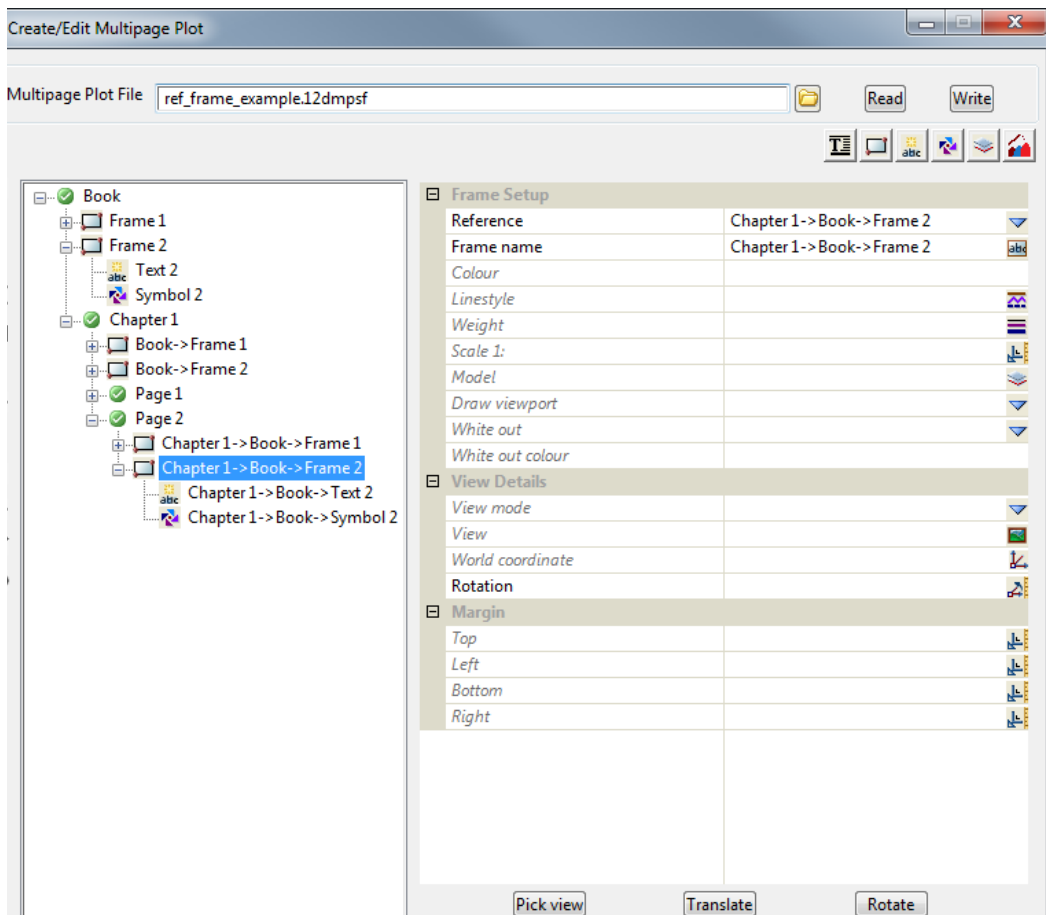 Create/Edit Multipage Plot
Multipage Plot File ref_frame_example.12dmpsf Read Write
Book
Frame 1
Frame 2
Text 2
Symbol 2
Chapter 1
Book->Frame 1
Book->Frame 2
Page 1
Page 2
Chapter 1->Book->Frame 1
Chapter 1->Book->Frame 2
Chapter 1->Book->Text 2
Chapter 1->Book->Symbol 2
Frame Setup
Reference Chapter 1->Book->Frame 2
Frame name Chapter 1->Book->Frame 2
Colour
Linestyle
Weight
Scale 1:
Model
Draw viewport
White out
White out colour
View Details
View mode
View
World coordinate
Rotation
Margin
Top
Left
Bottom
Right
Pick view Translate Rotate